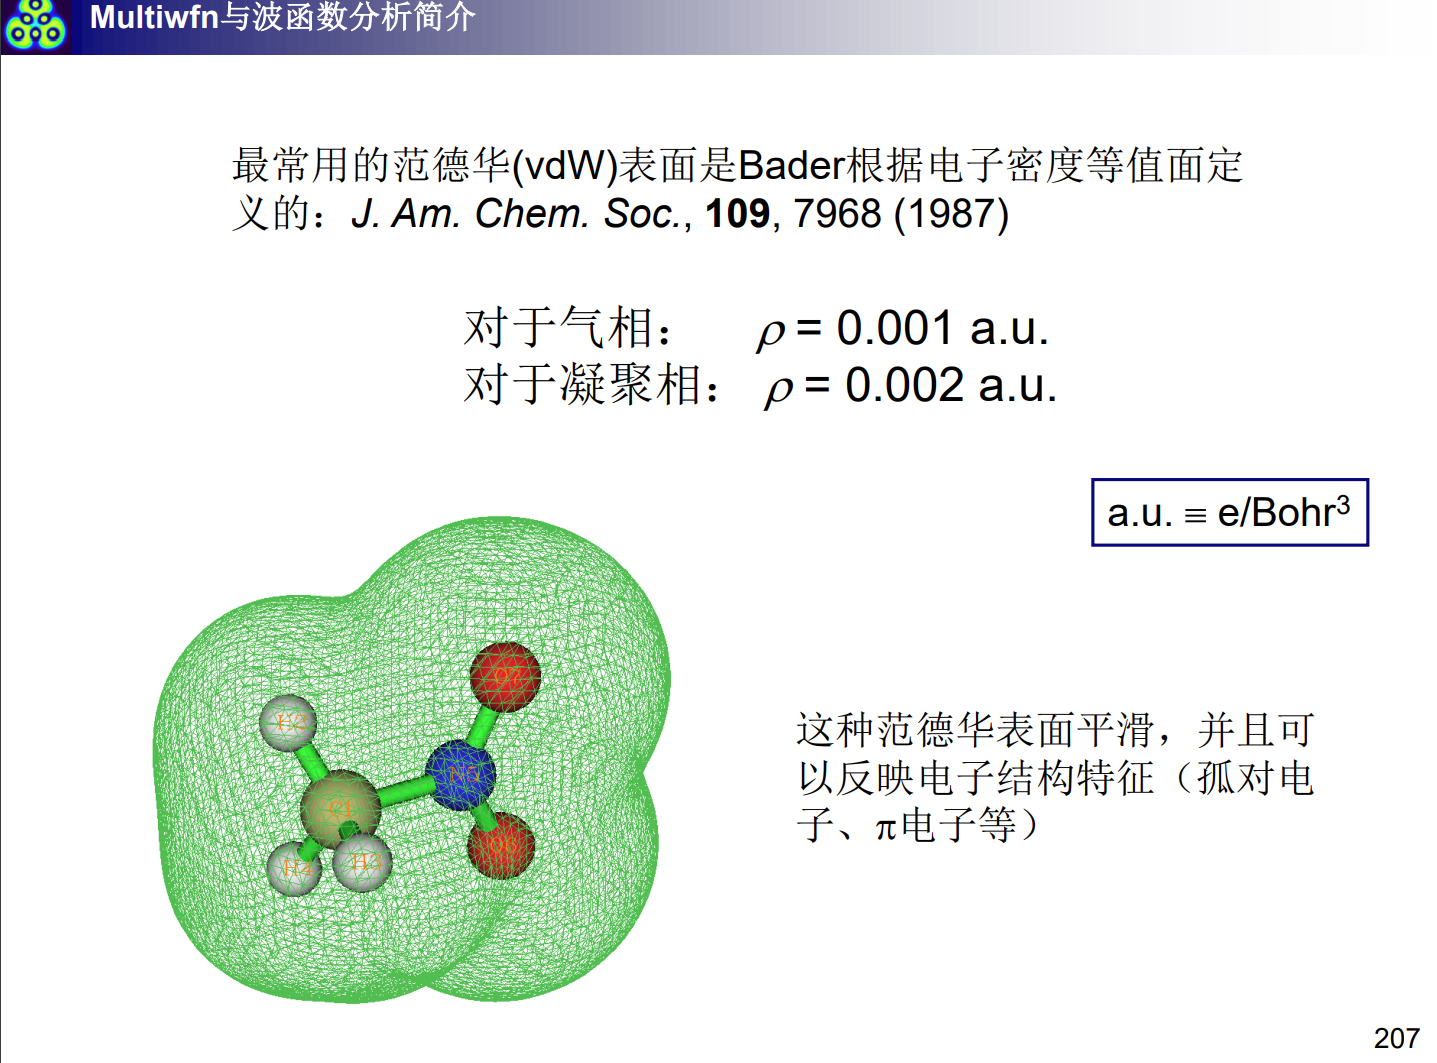 Multiwfn与波函数分析简介
最常用的范德华(vdW)表面是Bader根据电子密度等值面定
义的：J. Am. Chem. Soc., 109, 7968 (1987)
对于气相： ρ = 0.001 a.u.
对于凝聚相： ρ = 0.002 a.u.
a.u. ≡ e/Bohr³
O7
H2
N5
C1
O6
H4
H3
这种范德华表面平滑，并且可
以反映电子结构特征（孤对电
子、π电子等）
207